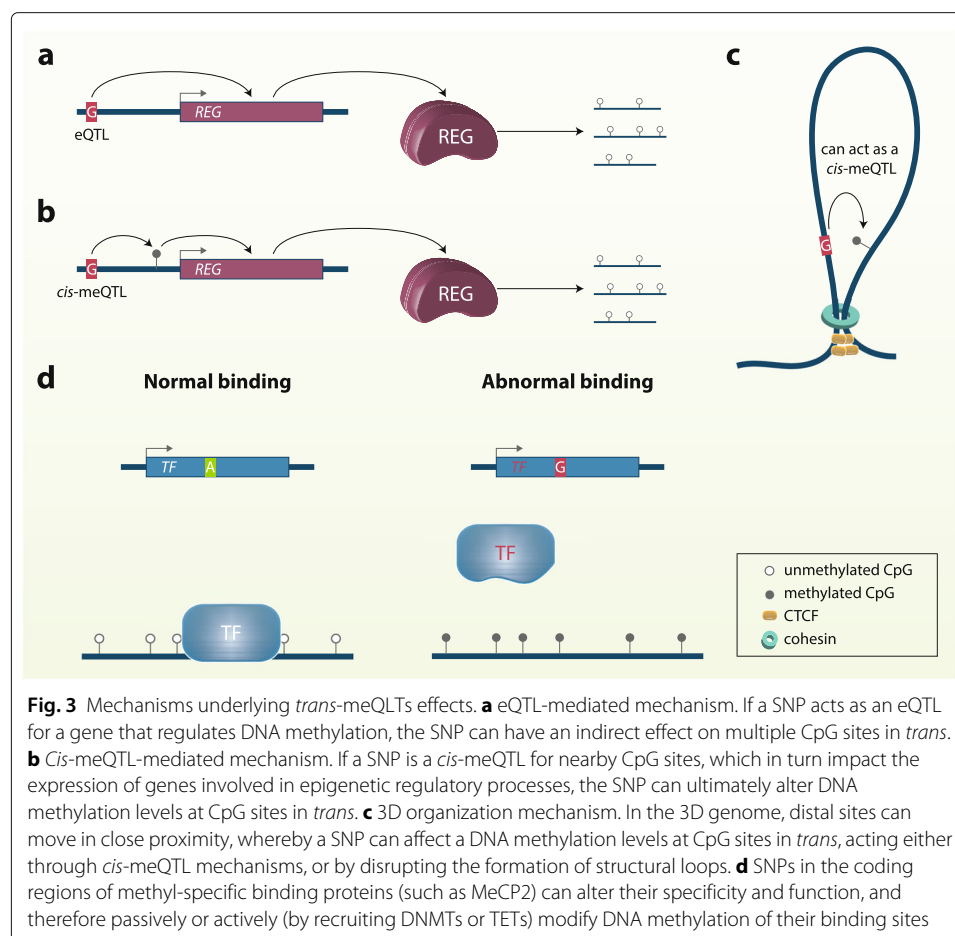 a
G
REG
eQTL
REG
b
G
REG
cis-meQTL
REG
c
can act as a
cis-meQTL
G
d
Normal binding
Abnormal binding
TF
A
TF
G
TF
TF
unmethylated CpG
methylated CpG
CTCF
cohesin
Fig. 3 Mechanisms underlying trans-meQLTs effects. a eQTL-mediated mechanism. If a SNP acts as an eQTL
for a gene that regulates DNA methylation, the SNP can have an indirect effect on multiple CpG sites in trans.
b Cis-meQTL-mediated mechanism. If a SNP is a cis-meQTL for nearby CpG sites, which in turn impact the
expression of genes involved in epigenetic regulatory processes, the SNP can ultimately alter DNA
methylation levels at CpG sites in trans. c 3D organization mechanism. In the 3D genome, distal sites can
move in close proximity, whereby a SNP can affect a DNA methylation levels at CpG sites in trans, acting either
through cis-meQTL mechanisms, or by disrupting the formation of structural loops. d SNPs in the coding
regions of methyl-specific binding proteins (such as MeCP2) can alter their specificity and function, and
therefore passively or actively (by recruiting DNMTs or TETs) modify DNA methylation of their binding sites